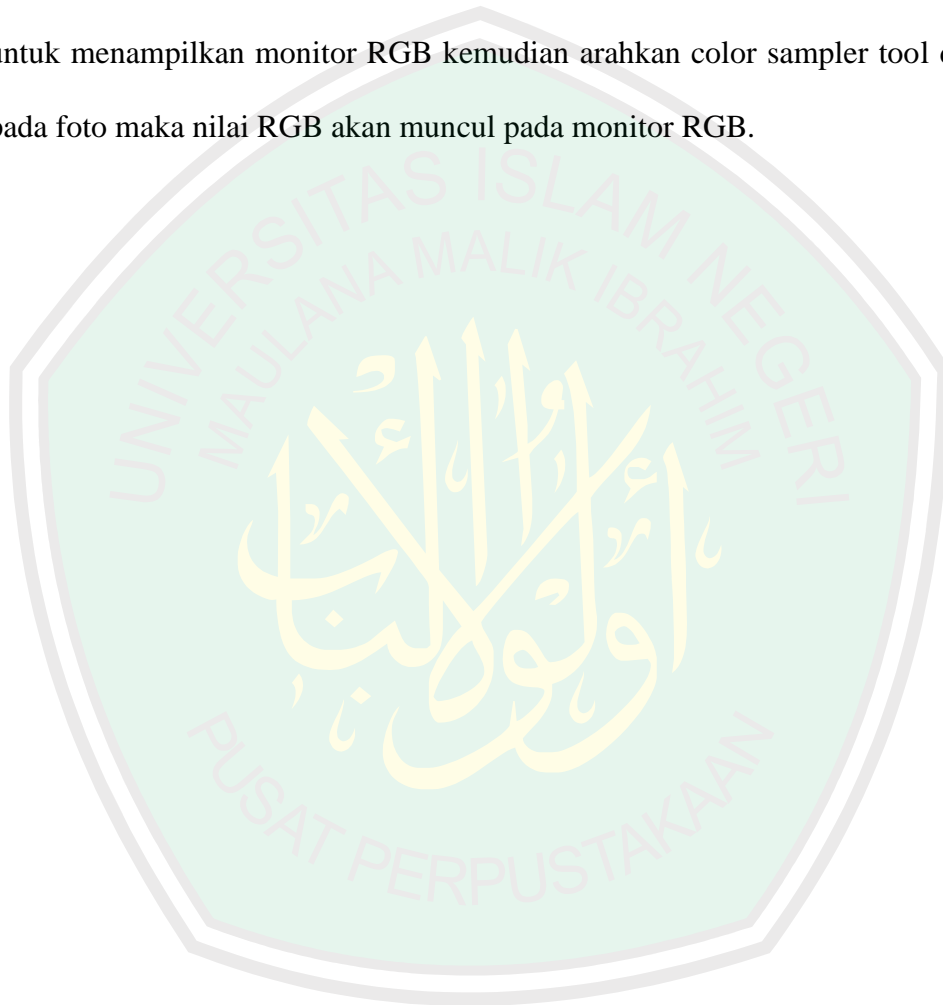 untuk menampilkan monitor RGB kemudian arahkan color sampler tool
pada foto maka nilai RGB akan muncul pada monitor RGB.
UNIVERSITAS ISLAM NEGERI
MAULANA MALIK IBRAHIM
أولوا الألباب
PUSAT PERPUSTAKAAN